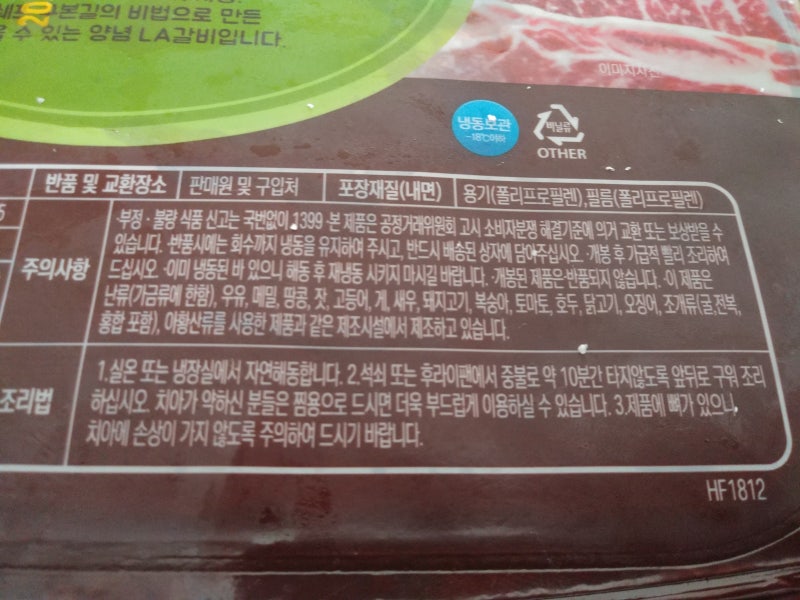 본길의 비법으로 만든
수 있는 양념 LA갈비입니다.
이미지사진
냉동보관
-18℃이하
비닐류
OTHER
반품 및 교환장소 판매원 및 구입처 포장재질(내면) 용기(폴리프로필렌),필름(폴리프로필렌)
주의사항
·부정·불량 식품 신고는 국번없이 1399 ·본 제품은 공정거래위원회 고시 소비자분쟁 해결기준에 의거 교환 또는 보상받을 수
있습니다. ·반품시에는 회수까지 냉동을 유지하여 주시고, 반드시 배송된 상자에 담아주십시오. ·개봉 후 가급적 빨리 조리하여
드십시오. ·이미 냉동된 바 있으니 해동 후 재냉동 시키지 마시길 바랍니다. ·개봉된 제품은 반품되지 않습니다. ·이 제품은
난류(가금류에 한함), 우유, 메밀, 땅콩, 잣, 고등어, 게, 새우, 돼지고기, 복숭아, 토마토, 호두, 닭고기, 오징어, 조개류(굴,전복,
홍합 포함), 아황산류를 사용한 제품과 같은 제조시설에서 제조하고 있습니다.
조리법
1.실온 또는 냉장실에서 자연해동합니다. 2.석쇠 또는 후라이팬에서 중불로 약 10분간 타지않도록 앞뒤로 구워 조리
하십시오. 치아가 약하신 분들은 찜용으로 드시면 더욱 부드럽게 이용하실 수 있습니다. 3.제품에 뼈가 있으니,
치아에 손상이 가지 않도록 주의하여 드시기 바랍니다.
HF1812